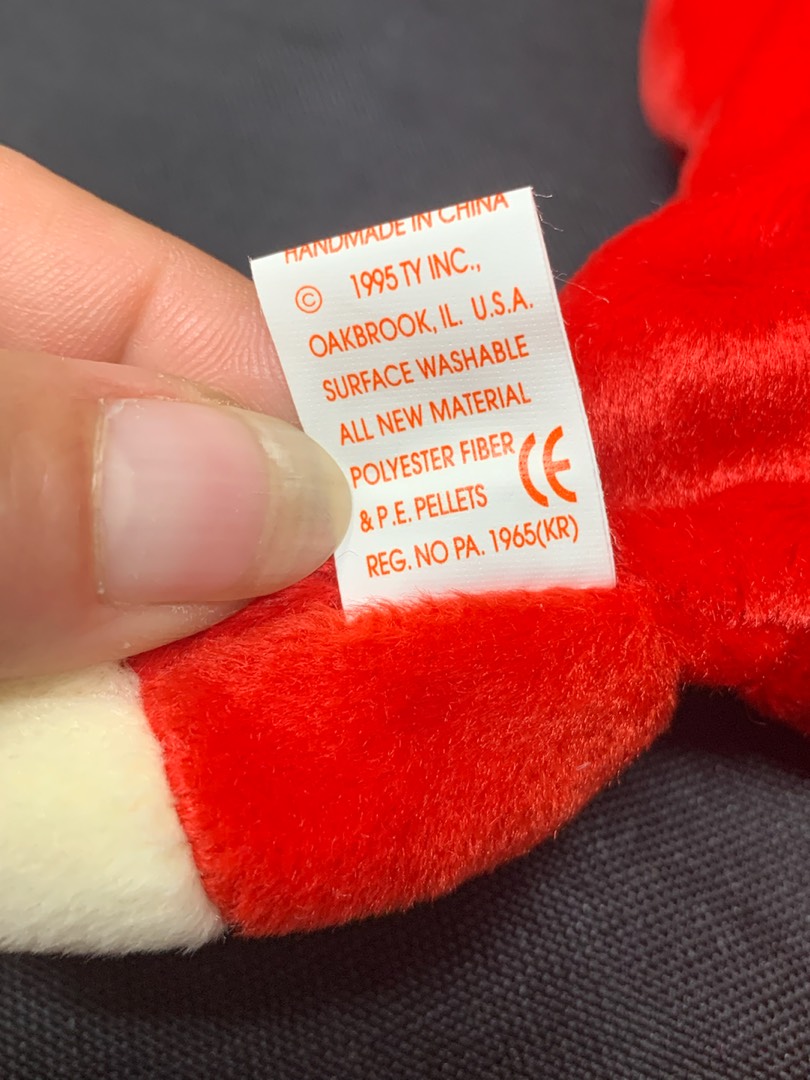 HANDMADE IN CHINA
© 1995 TY INC.,
OAKBROOK, IL. U.S.A.
SURFACE WASHABLE
ALL NEW MATERIAL
POLYESTER FIBER
& P.E. PELLETS CE
REG. NO PA. 1965(KR)